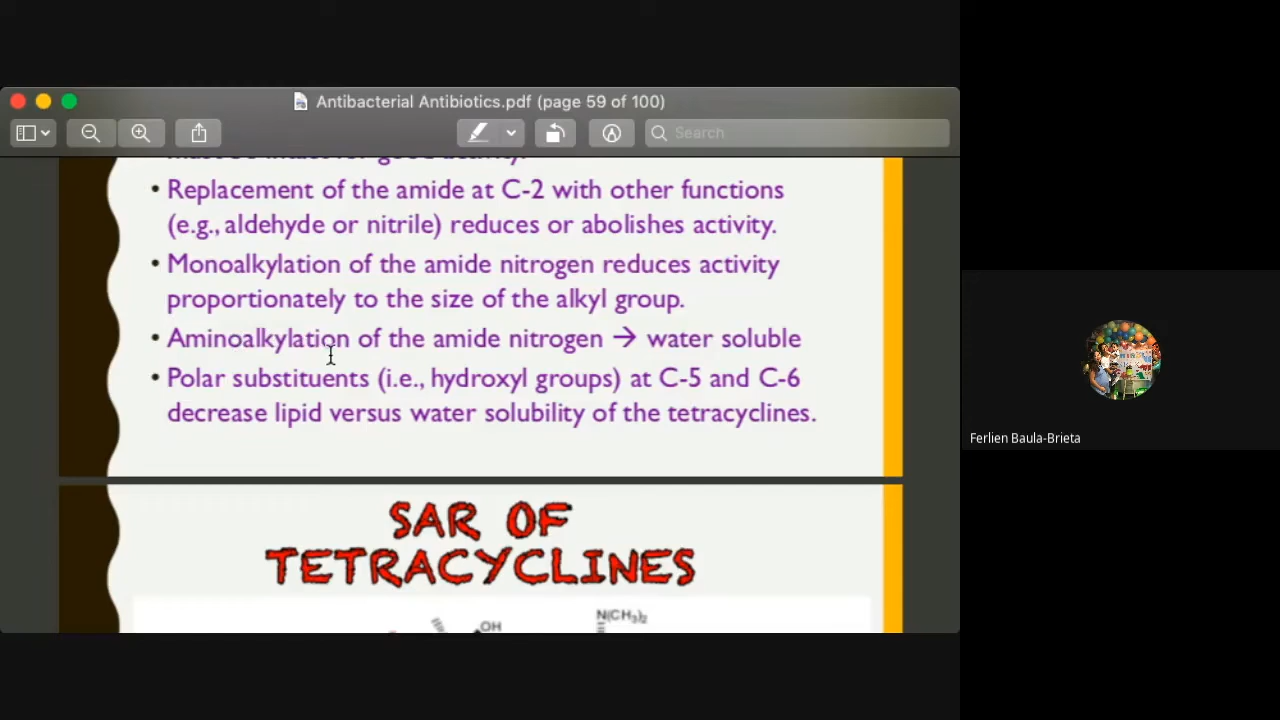 Antibacterial Antibiotics.pdf (page 59 of 100)
Search
• Replacement of the amide at C-2 with other functions
(e.g., aldehyde or nitrile) reduces or abolishes activity.
• Monoalkylation of the amide nitrogen reduces activity
proportionately to the size of the alkyl group.
• Aminoalkylation of the amide nitrogen → water soluble
• Polar substituents (i.e., hydroxyl groups) at C-5 and C-6
decrease lipid versus water solubility of the tetracyclines.
SAR OF
TETRACYCLINES
N(CH₃)₂
OH
Ferlien Baula-Brieta